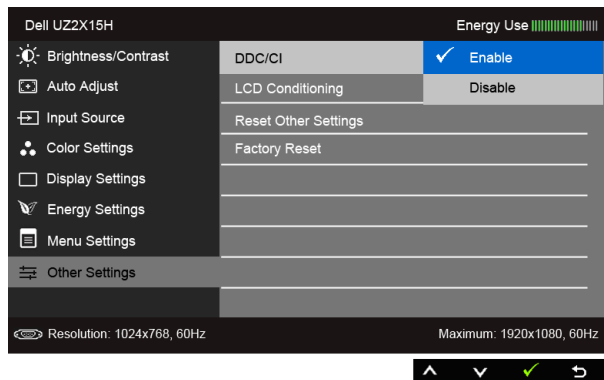 Dell UZ2X15H Energy Use
Brightness/Contrast DDC/CI Enable
Auto Adjust LCD Conditioning Disable
Input Source Reset Other Settings
Color Settings Factory Reset
Display Settings
Energy Settings
Menu Settings
Other Settings
Resolution: 1024x768, 60Hz Maximum: 1920x1080, 60Hz